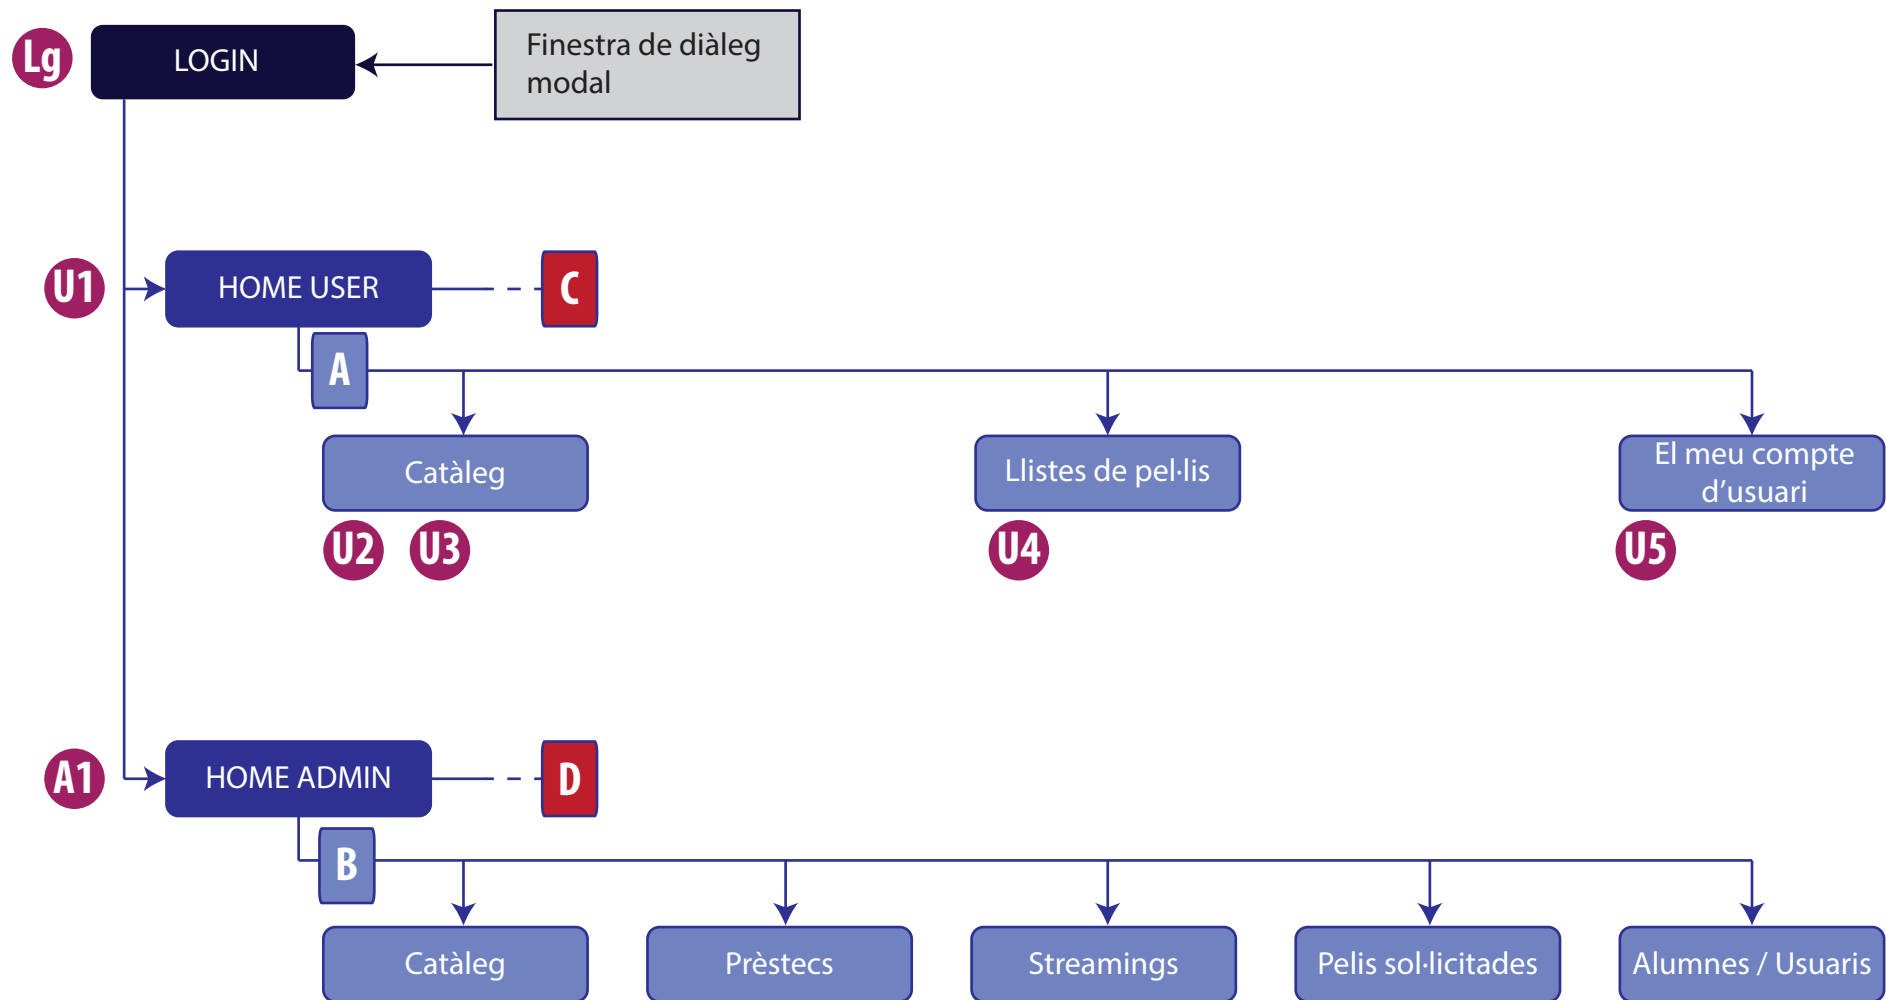 Lg
LOGIN
Finestra de diàleg
modal
U1
HOME USER
C
A
Catàleg
Llistes de pel·lis
El meu compte
d’usuari
U2
U3
U4
U5
A1
HOME ADMIN
D
B
Catàleg
Prèstecs
Streamings
Pelis sol·licitades
Alumnes / Usuaris